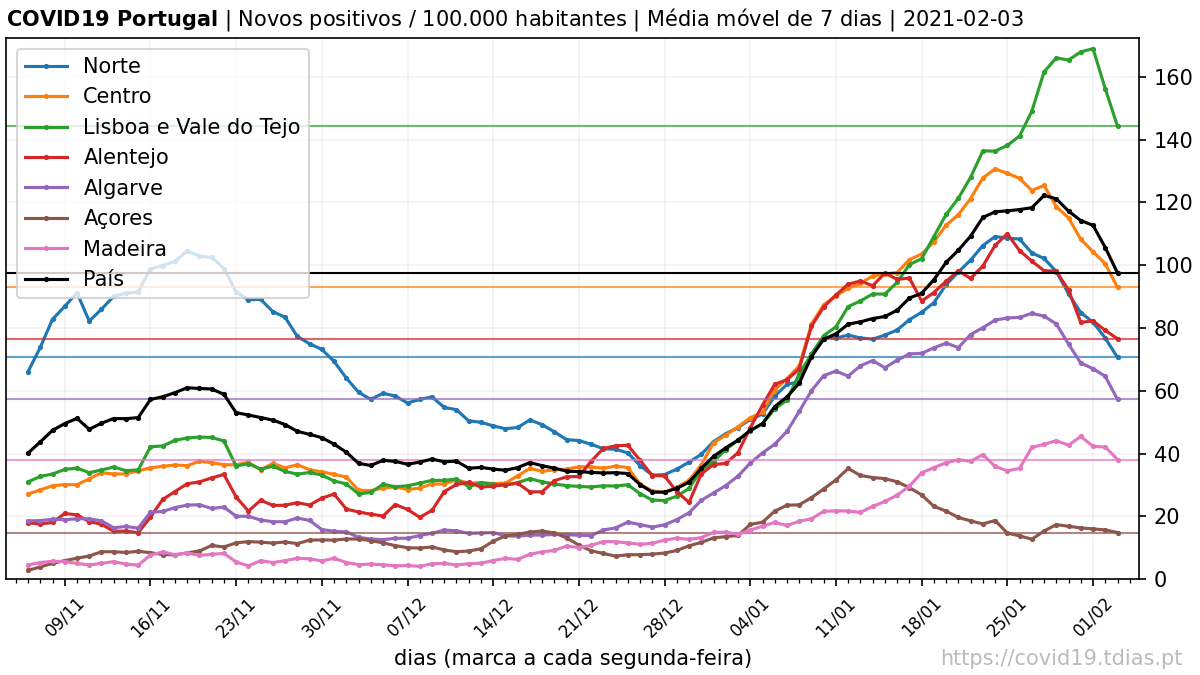 COVID19 Portugal | Novos positivos / 100.000 habitantes | Média móvel de 7 dias | 2021-02-03
Norte
Centro
Lisboa e Vale do Tejo
Alentejo
Algarve
Açores
Madeira
País
160
140
120
100
80
60
40
20
0
09/11
16/11
23/11
30/11
07/12
14/12
21/12
28/12
04/01
11/01
18/01
25/01
01/02
dias (marca a cada segunda-feira)
https://covid19.tdias.pt